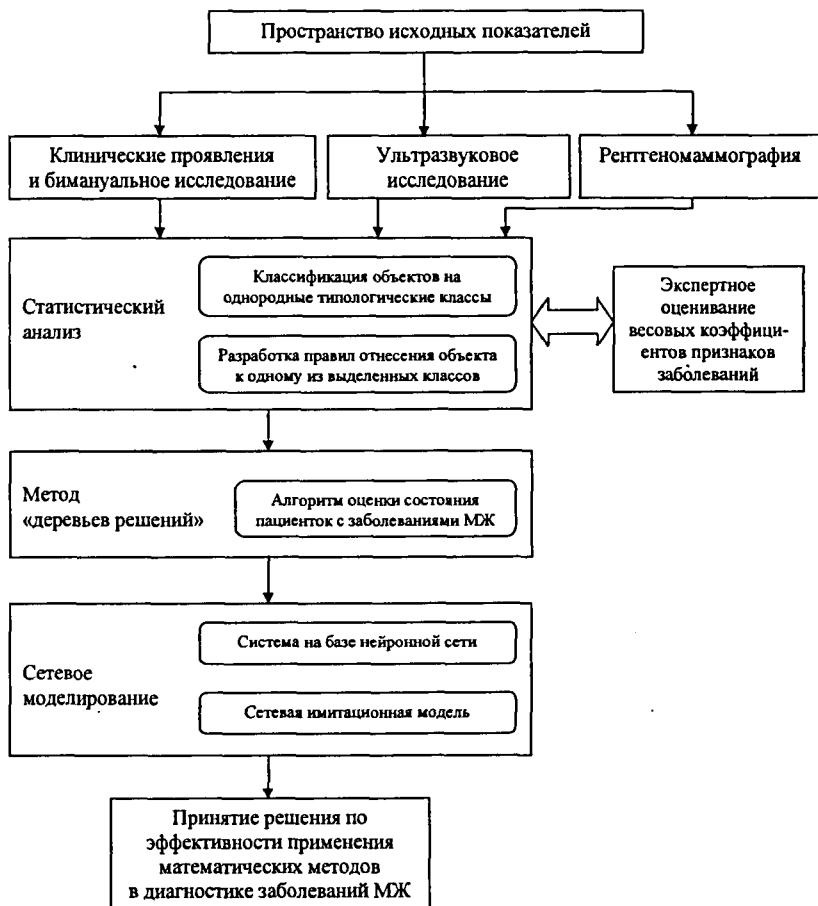 Пространство исходных показателей
Клинические проявления
и бимануальное исследование
Ультразвуковое
исследование
Рентгеномаммография
Статистический
анализ
Классификация объектов на
однородные типологические классы
Разработка правил отнесения объекта
к одному из выделенных классов
Экспертное
оценивание
весовых коэффици-
ентов признаков
заболеваний
Метод
«деревьев решений»
Алгоритм оценки состояния
пациенток с заболеваниями МЖ
Сетевое
моделирование
Система на базе нейронной сети
Сетевая имитационная модель
Принятие решения по
эффективности применения
математических методов
в диагностике заболеваний МЖ